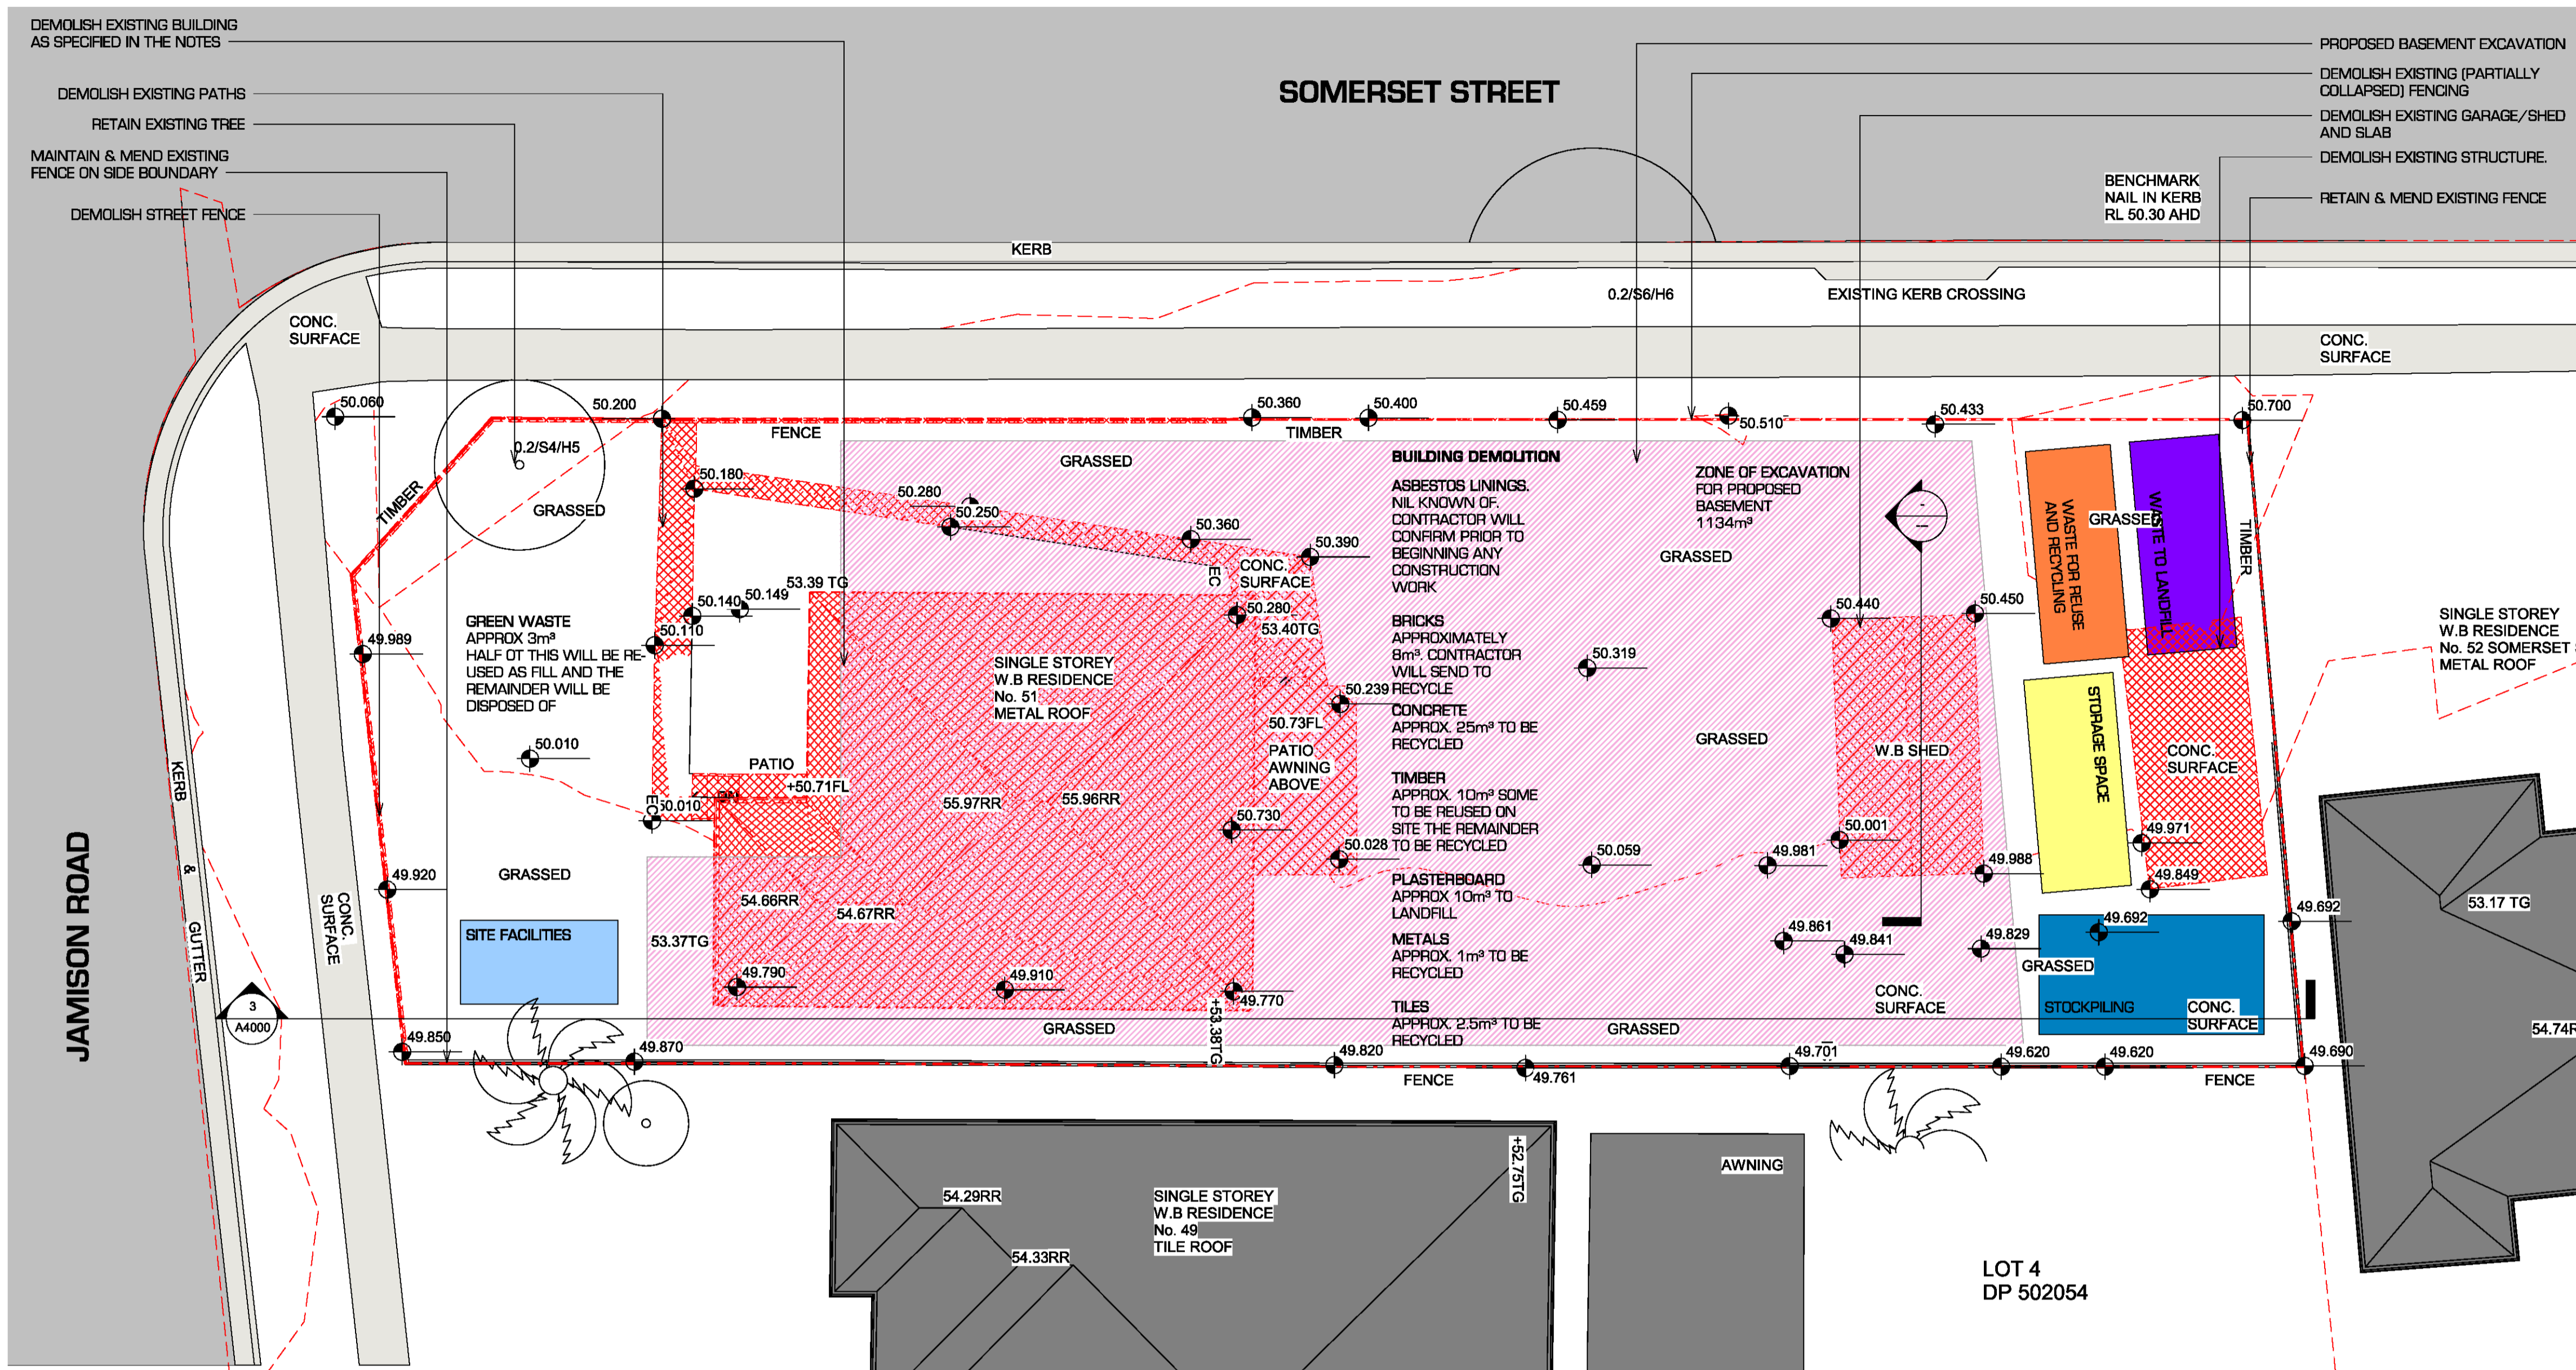 DEMOLISH EXISTING BUILDING
AS SPECIFIED IN THE NOTES
DEMOLISH EXISTING PATHS
RETAIN EXISTING TREE
MAINTAIN & MEND EXISTING
FENCE ON SIDE BOUNDARY
DEMOLISH STREET FENCE
SOMERSET STREET
PROPOSED BASEMENT EXCAVATION
DEMOLISH EXISTING (PARTIALLY
COLLAPSED) FENCING
DEMOLISH EXISTING GARAGE/SHED
AND SLAB
DEMOLISH EXISTING STRUCTURE.
RETAIN & MEND EXISTING FENCE
BENCHMARK
NAIL IN KERB
RL 50.30 AHD
KERB
0.2/S6/H6
EXISTING KERB CROSSING
CONC.
SURFACE
CONC.
SURFACE
50.060
50.200
50.360
50.400
50.459
50.510
50.433
50.700
FENCE
TIMBER
0.2/S4/H5
TIMBER
GRASSED
50.180
GRASSED
50.280
50.250
50.360
50.390
EC
CONC.
SURFACE
50.280
53.40TG
53.39 TG
50.140
50.149
50.110
49.989
GREEN WASTE
APPROX 3m³
HALF OT THIS WILL BE RE-
USED AS FILL AND THE
REMAINDER WILL BE
DISPOSED OF
50.010
SINGLE STOREY
W.B RESIDENCE
No. 51
METAL ROOF
PATIO
+50.71FL
EC
50.010
DN
55.97RR
55.96RR
50.239
50.73FL
PATIO
AWNING
ABOVE
50.730
50.028
BUILDING DEMOLITION
ASBESTOS LININGS.
NIL KNOWN OF.
CONTRACTOR WILL
CONFIRM PRIOR TO
BEGINNING ANY
CONSTRUCTION
WORK
BRICKS
APPROXIMATELY
8m³. CONTRACTOR
WILL SEND TO
RECYCLE
CONCRETE
APPROX. 25m³ TO BE
RECYCLED
TIMBER
APPROX. 10m³ SOME
TO BE REUSED ON
SITE THE REMAINDER
TO BE RECYCLED
PLASTERBOARD
APPROX 10m³ TO
LANDFILL
METALS
APPROX. 1m³ TO BE
RECYCLED
TILES
APPROX. 2.5m³ TO BE
RECYCLED
ZONE OF EXCAVATION
FOR PROPOSED
BASEMENT
1134m³
GRASSED
50.319
GRASSED
50.440
50.450
W.B SHED
50.001
50.059
49.981
49.988
49.861
49.841
49.829
WASTE FOR REUSE
AND RECYCLING
GRASSED
WASTE TO LANDFILL
TIMBER
STORAGE SPACE
CONC.
SURFACE
49.971
49.849
49.692
49.692
GRASSED
STOCKPILING
CONC.
SURFACE
CONC.
SURFACE
SINGLE STOREY
W.B RESIDENCE
No. 52 SOMERSET
METAL ROOF
53.17 TG
54.74R
JAMISON ROAD
KERB
&
GUTTER
CONC.
SURFACE
49.920
GRASSED
SITE FACILITIES
3
A4000
49.850
54.66RR
54.67RR
53.37TG
49.790
49.910
49.770
+53.38TG
GRASSED
GRASSED
49.870
49.820
49.761
49.701
49.620
49.620
49.690
FENCE
FENCE
54.29RR
54.33RR
SINGLE STOREY
W.B RESIDENCE
No. 49
TILE ROOF
+52.75TG
AWNING
LOT 4
DP 502054